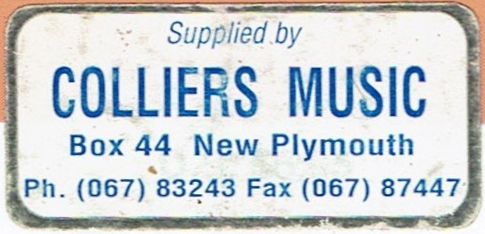 Supplied by
COLLIERS MUSIC
Box 44 New Plymouth
Ph. (067) 83243 Fax (067) 87447